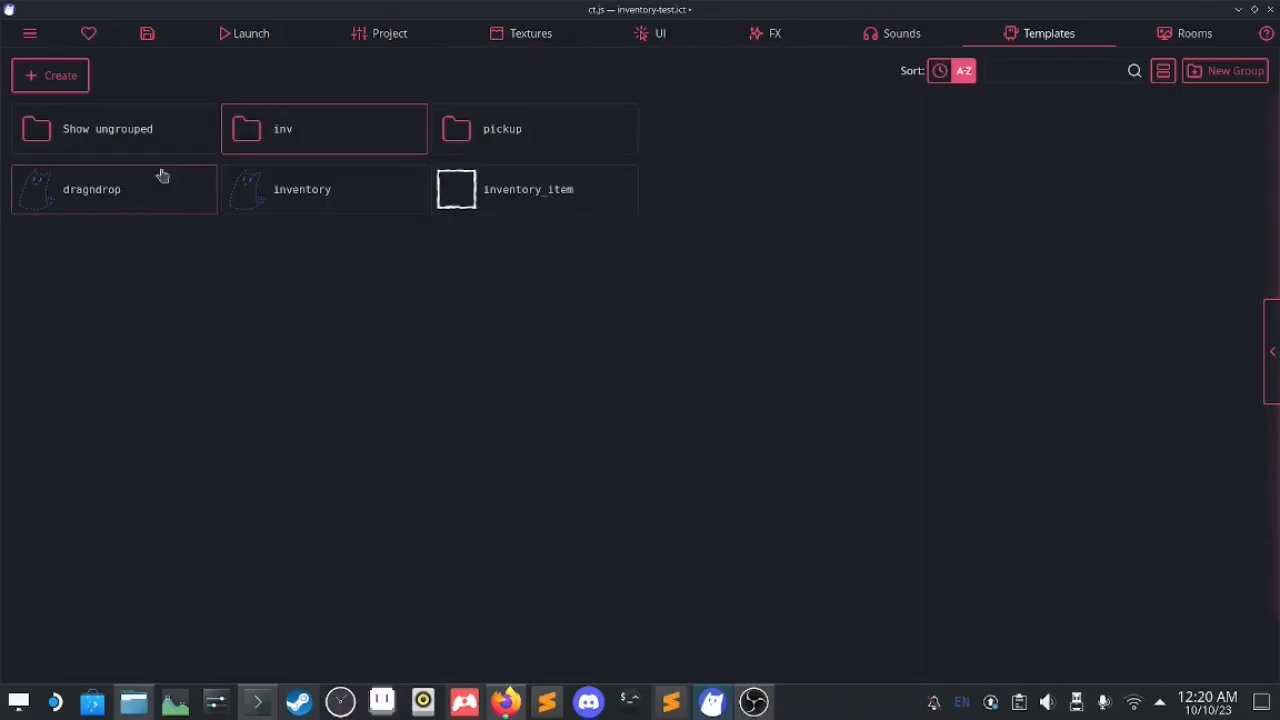 ct.js — inventory-test.ict •
Launch
Project
Textures
UI
FX
Sounds
Templates
Rooms
Create
Sort:
A-Z
New Group
Show ungrouped
inv
pickup
dragndrop
inventory
inventory_item
EN
12:20 AM
10/10/23